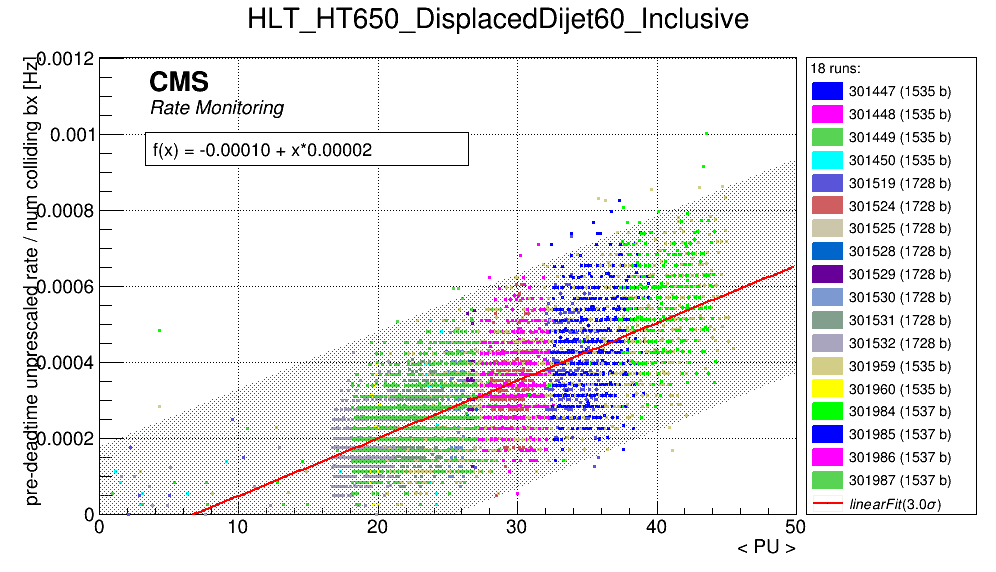 HLT_HT650_DisplacedDijet60_Inclusive
pre-deadtime unprescaled rate / num colliding bx [Hz]
0.0012
0.001
0.0008
0.0006
0.0004
0.0002
0
CMS
Rate Monitoring
f(x) = -0.00010 + x*0.00002
0 10 20 30 40 50
< PU >
18 runs:
301447 (1535 b)
301448 (1535 b)
301449 (1535 b)
301450 (1535 b)
301519 (1728 b)
301524 (1728 b)
301525 (1728 b)
301528 (1728 b)
301529 (1728 b)
301530 (1728 b)
301531 (1728 b)
301532 (1728 b)
301959 (1535 b)
301960 (1535 b)
301984 (1537 b)
301985 (1537 b)
301986 (1537 b)
301987 (1537 b)
linearFit(3.0σ)